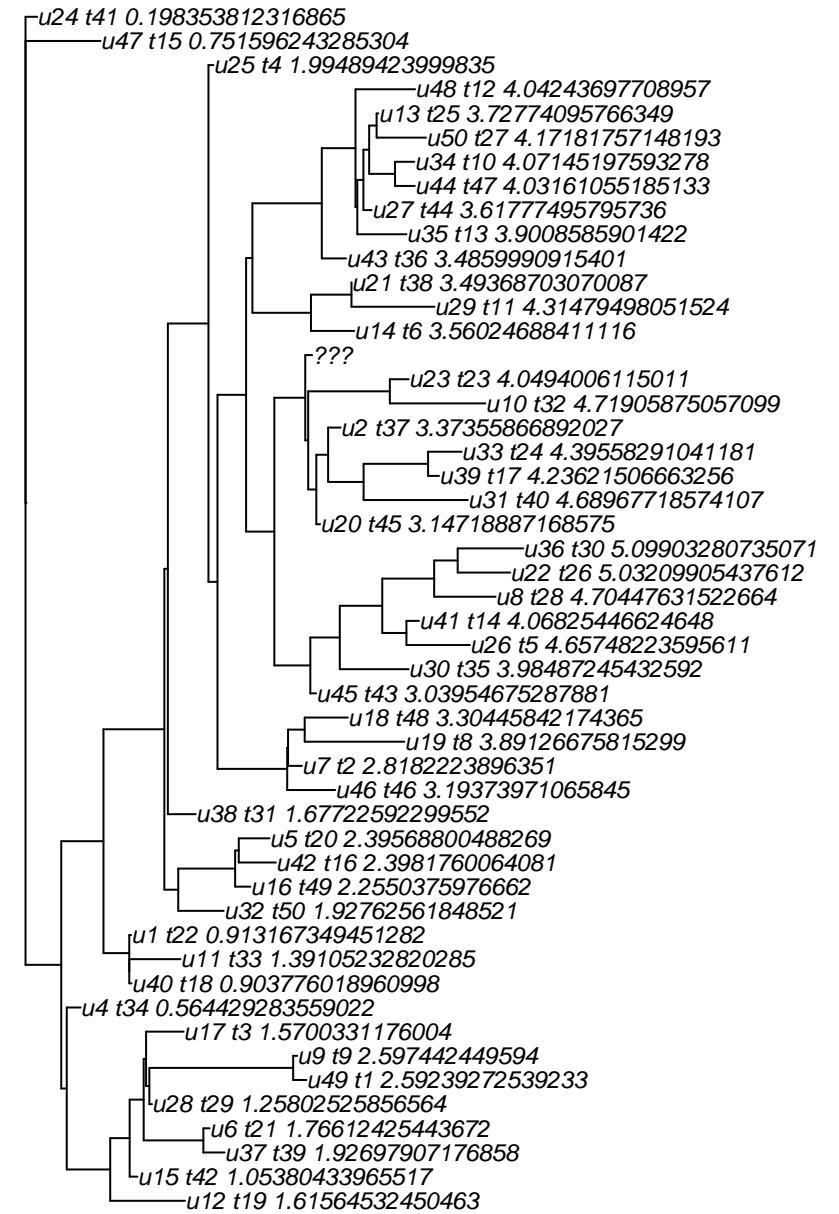 u24 t41 0.198353812316865
u47 t15 0.751596243285304
u25 t4 1.99489423999835
u48 t12 4.04243697708957
u13 t25 3.72774095766349
u50 t27 4.17181757148193
u34 t10 4.07145197593278
u44 t47 4.03161055185133
u27 t44 3.61777495795736
u35 t13 3.9008585901422
u43 t36 3.4859990915401
u21 t38 3.49368703070087
u29 t11 4.31479498051524
u14 t6 3.56024688411116
???
u23 t23 4.0494006115011
u10 t32 4.71905875057099
u2 t37 3.37355866892027
u33 t24 4.39558291041181
u39 t17 4.23621506663256
u31 t40 4.68967718574107
u20 t45 3.14718887168575
u36 t30 5.09903280735071
u22 t26 5.03209905437612
u8 t28 4.70447631522664
u41 t14 4.06825446624648
u26 t5 4.65748223595611
u30 t35 3.98487245432592
u45 t43 3.03954675287881
u18 t48 3.30445842174365
u19 t8 3.89126675815299
u7 t2 2.8182223896351
u46 t46 3.19373971065845
u38 t31 1.67722592299552
u5 t20 2.39568800488269
u42 t16 2.3981760064081
u16 t49 2.2550375976662
u32 t50 1.92762561848521
u1 t22 0.913167349451282
u11 t33 1.39105232820285
u40 t18 0.903776018960998
u4 t34 0.564429283559022
u17 t3 1.5700331176004
u9 t9 2.597442449594
u49 t1 2.59239272539233
u28 t29 1.25802525856564
u6 t21 1.76612425443672
u37 t39 1.92697907176858
u15 t42 1.05380433965517
u12 t19 1.61564532450463